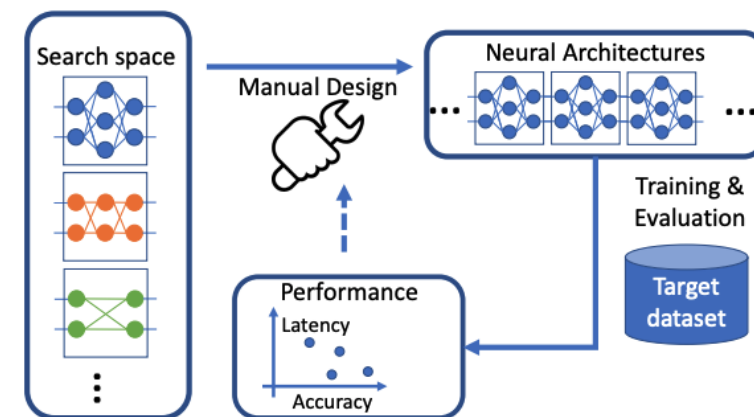 Search space
Manual Design
Neural Architectures
Training &
Evaluation
Target
dataset
Performance
Latency
Accuracy